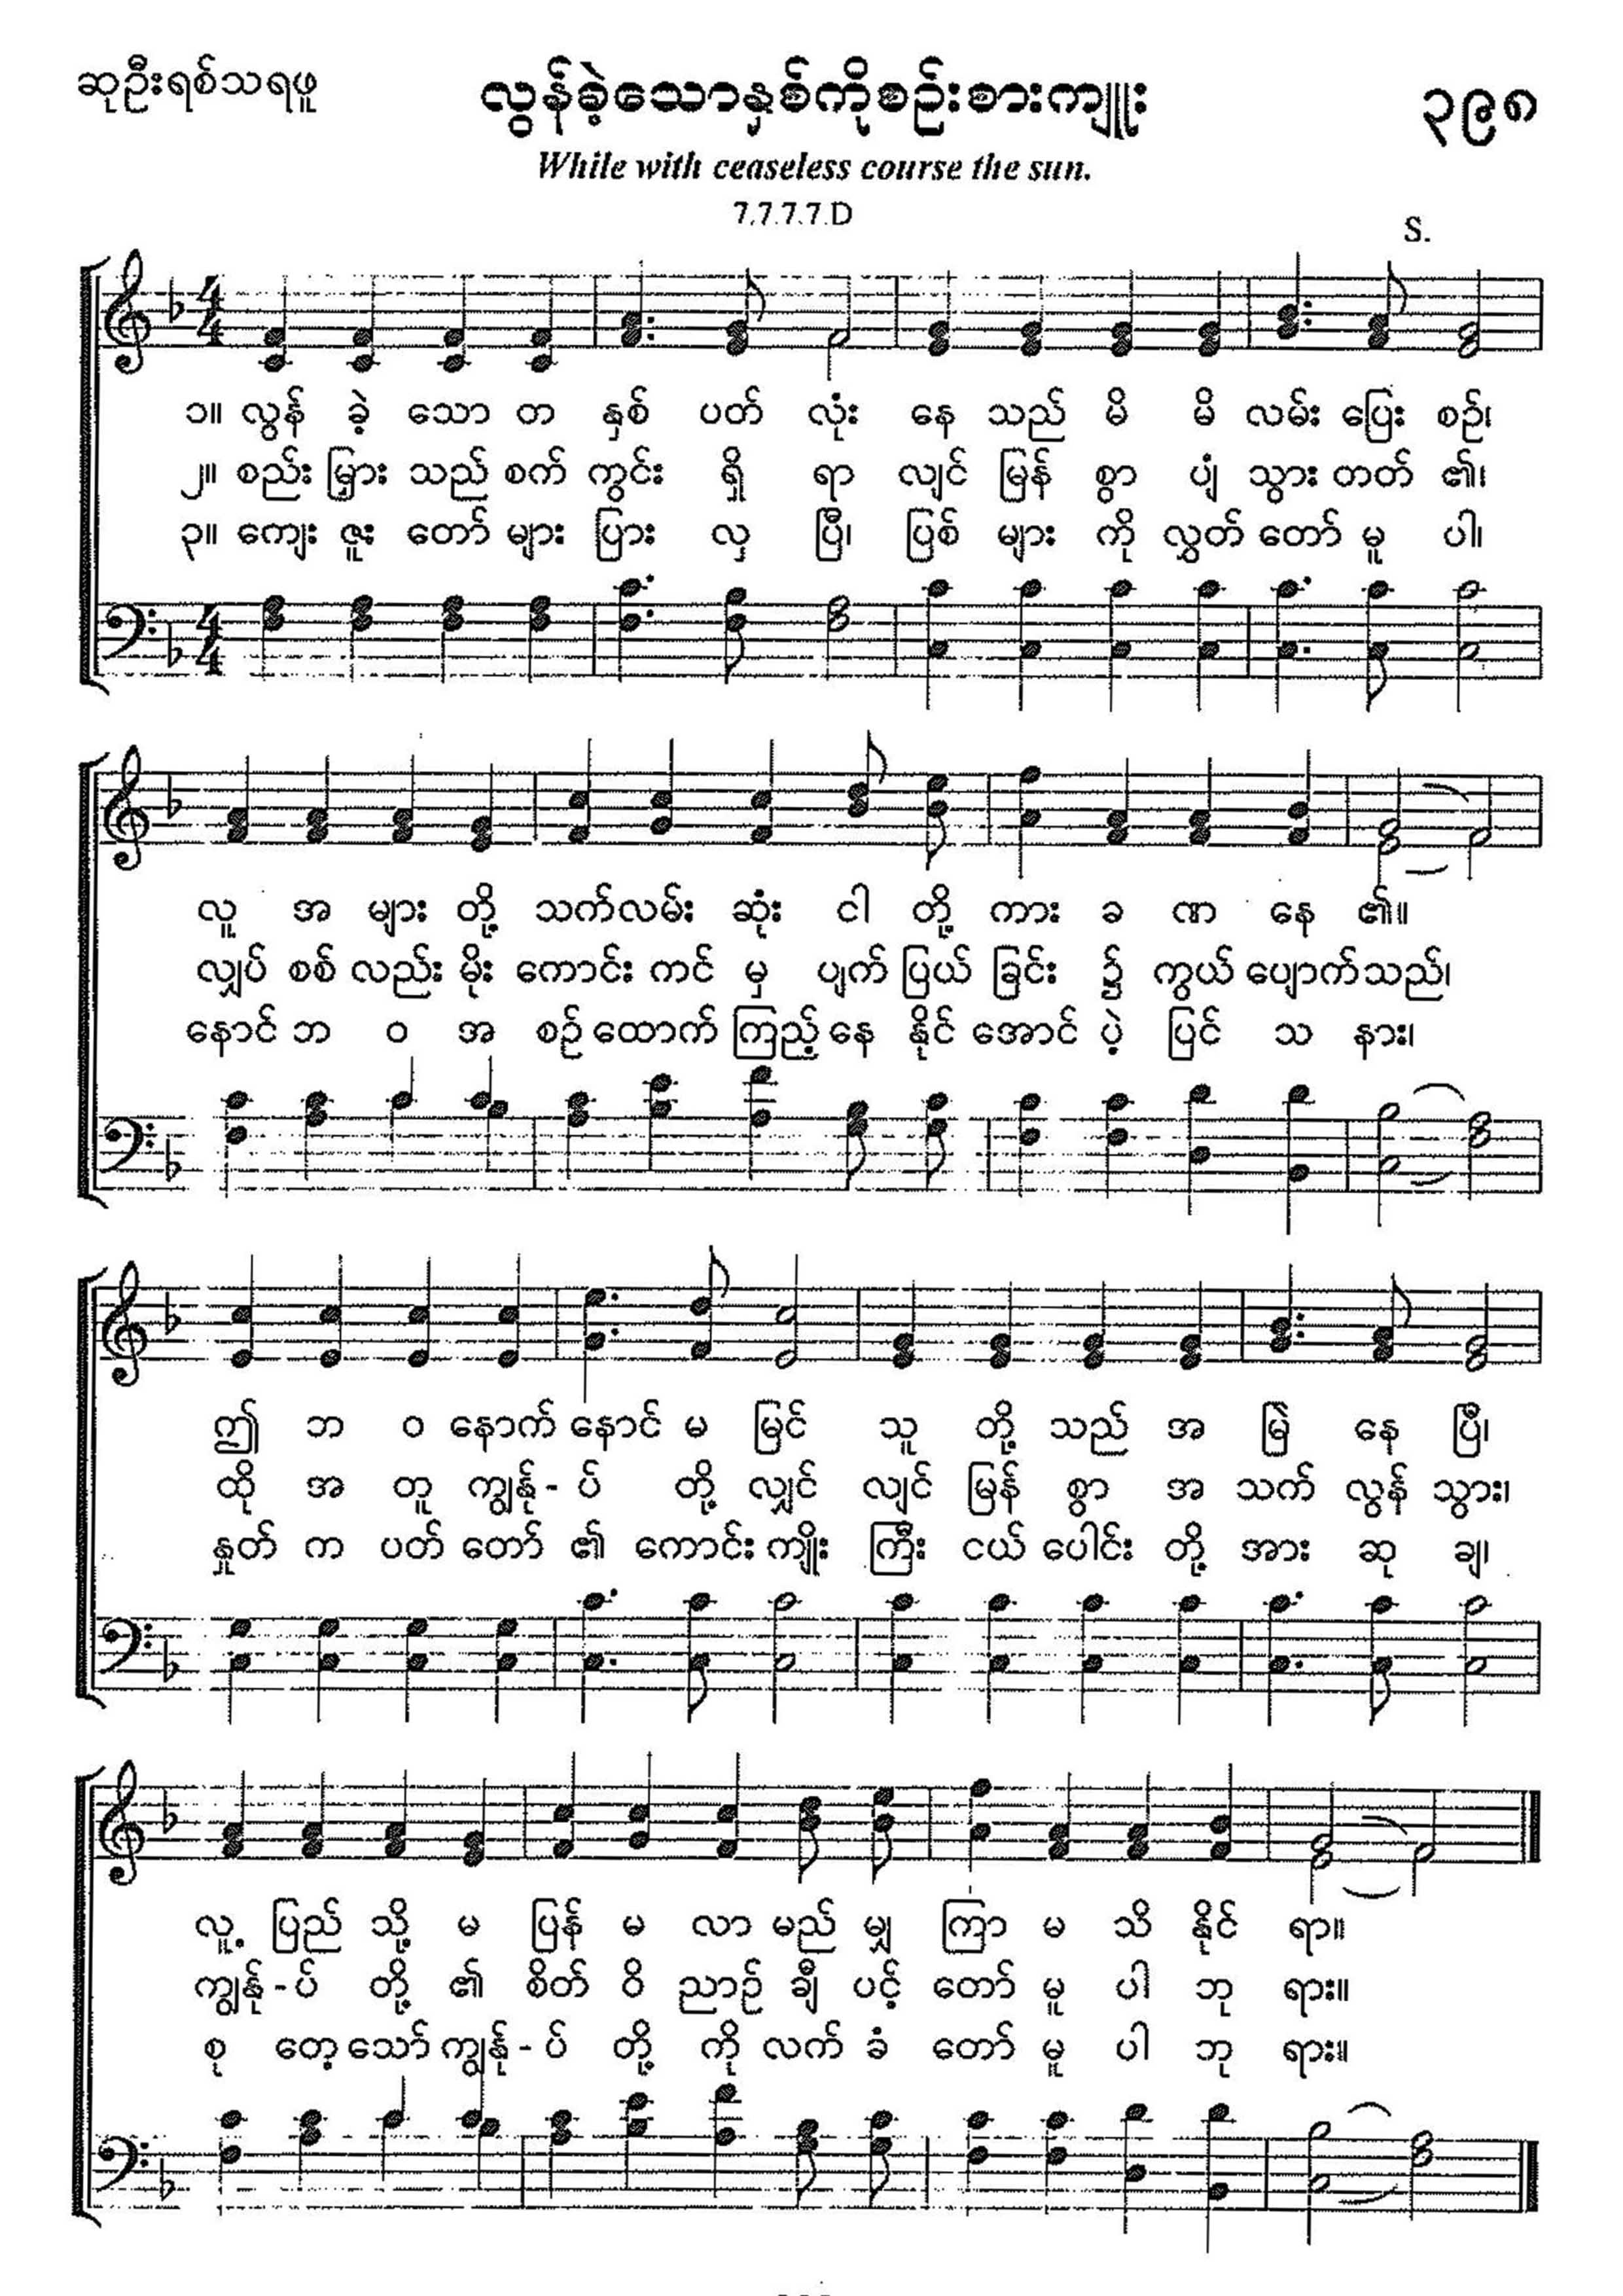 ဆုဦးရစ်သရဖူ
လွန်ခဲ့သောနှစ်ကိုစဉ်းစားကျူး
၃၉၈
While with ceaseless course the sun.
7.7.7.7.D
S.
၁။ လွန် ခဲ့ သော တ နှစ် ပတ် လုံး နေ သည် မိ မိ လမ်း ပြေး စဉ်၊
၂။ စည်း မြှား သည် စက် ကွင်း ရှိ ရာ လျင် မြန် စွာ ပျံ သွား တတ် ၏၊
၃။ ကျေး ဇူး တော် များ ပြား လှ ပြီ၊ ပြစ် များ ကို လွှတ် တော် မူ ပါ၊
လူ အ များ တို့ သက်လမ်း ဆုံး ငါ တို့ ကား ခ ဏ နေ ၏။
လျှပ် စစ် လည်း မိုး ကောင်း ကင် မှ ပျက် ပြယ် ခြင်း ၌ ကွယ် ပျောက်သည်၊
နောင် ဘ ဝ အ စဉ် ထောက် ကြည့် နေ နိုင် အောင် ပဲ့ ပြင် သ နား၊
ဤ ဘ ဝ နောက် နောင် မ မြင် သူ တို့ သည် အ မြဲ နေ ပြီ၊
ထို အ တူ ကျွန်ုပ် - ပ် တို့ လျှင် လျင် မြန် စွာ အ သက် လွန် သွား၊
နှုတ် က ပတ် တော် ၏ ကောင်း ကျိုး ကြီး ငယ် ပေါင်း တို့ အား ဆု ချ၊
လူ့ ပြည် သို့ မ ပြန် မ လာ မည် မျှ ကြာ မ သိ နိုင် ရာ။
ကျွန်ု - ပ် တို့ ၏ စိတ် ဝိ ညာဉ် ချီ ပင့် တော် မူ ပါ ဘု ရား။
စု တေ့ သော် ကျွန်ု - ပ် တို့ ကို လက် ခံ တော် မူ ပါ ဘု ရား။